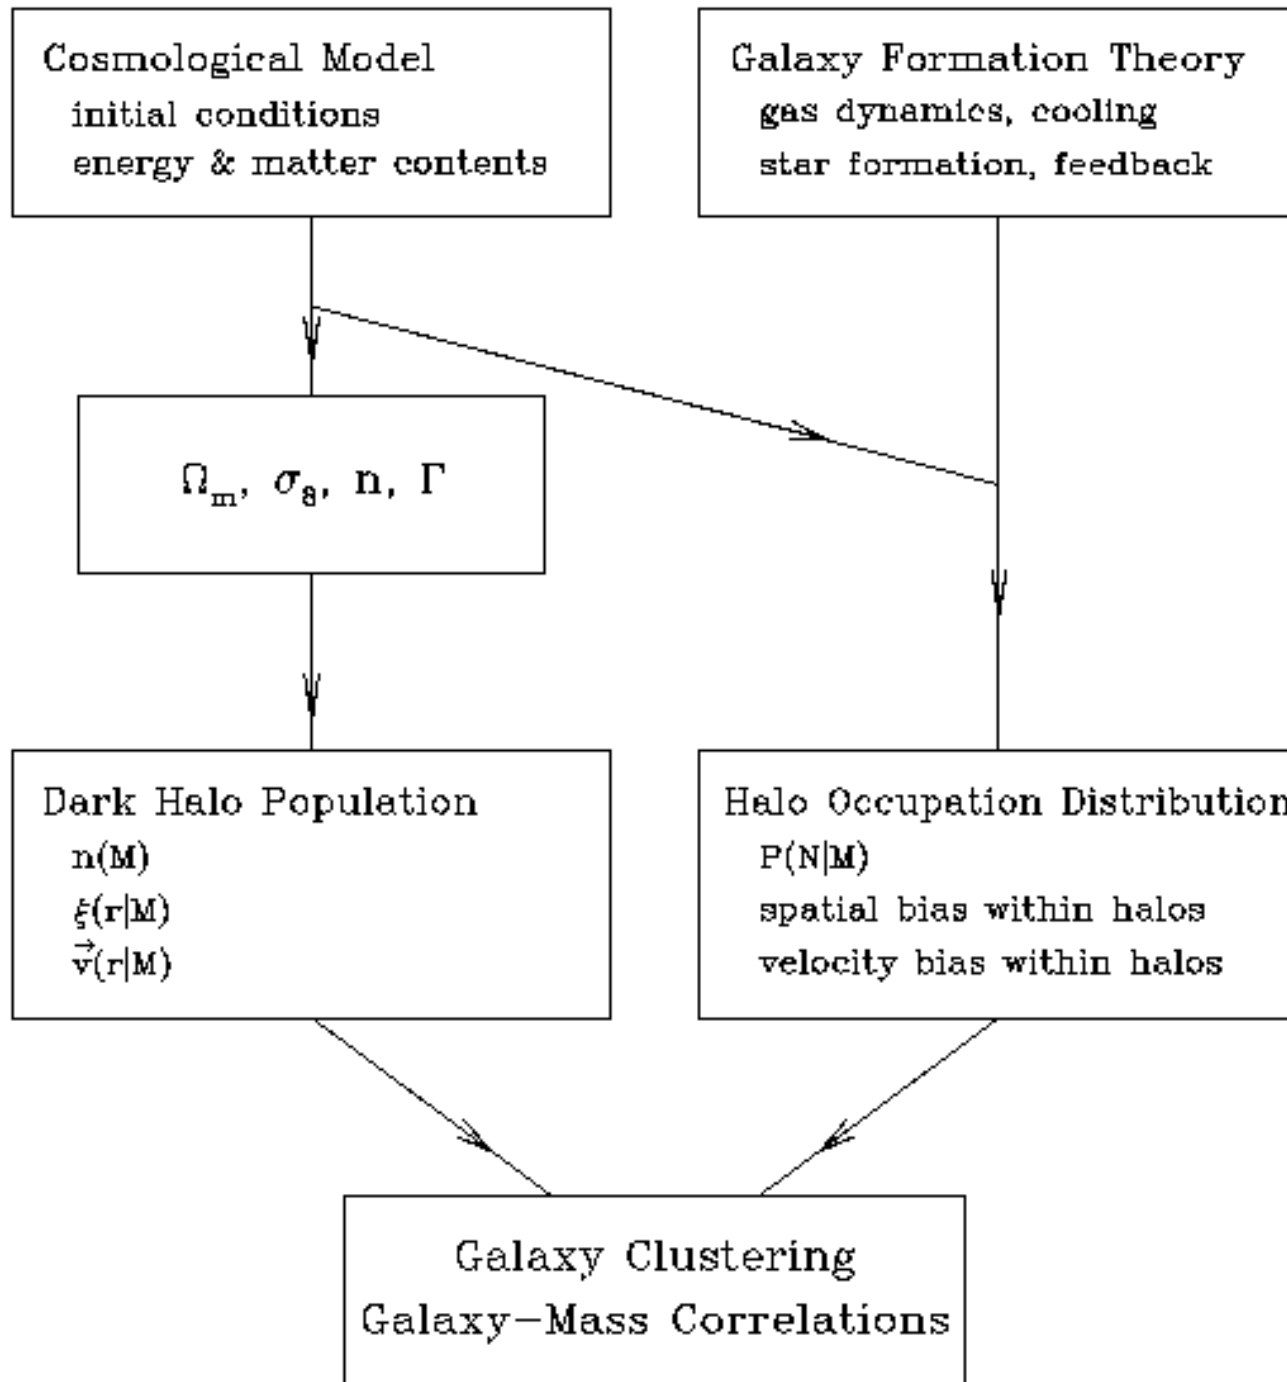 Cosmological Model
initial conditions
energy & matter contents
Galaxy Formation Theory
gas dynamics, cooling
star formation, feedback
Ωₘ, σ₈, n, Γ
Dark Halo Population
n(M)
ξ(r|M)
v⃗(r|M)
Halo Occupation Distribution
P(N|M)
spatial bias within halos
velocity bias within halos
Galaxy Clustering
Galaxy−Mass Correlations